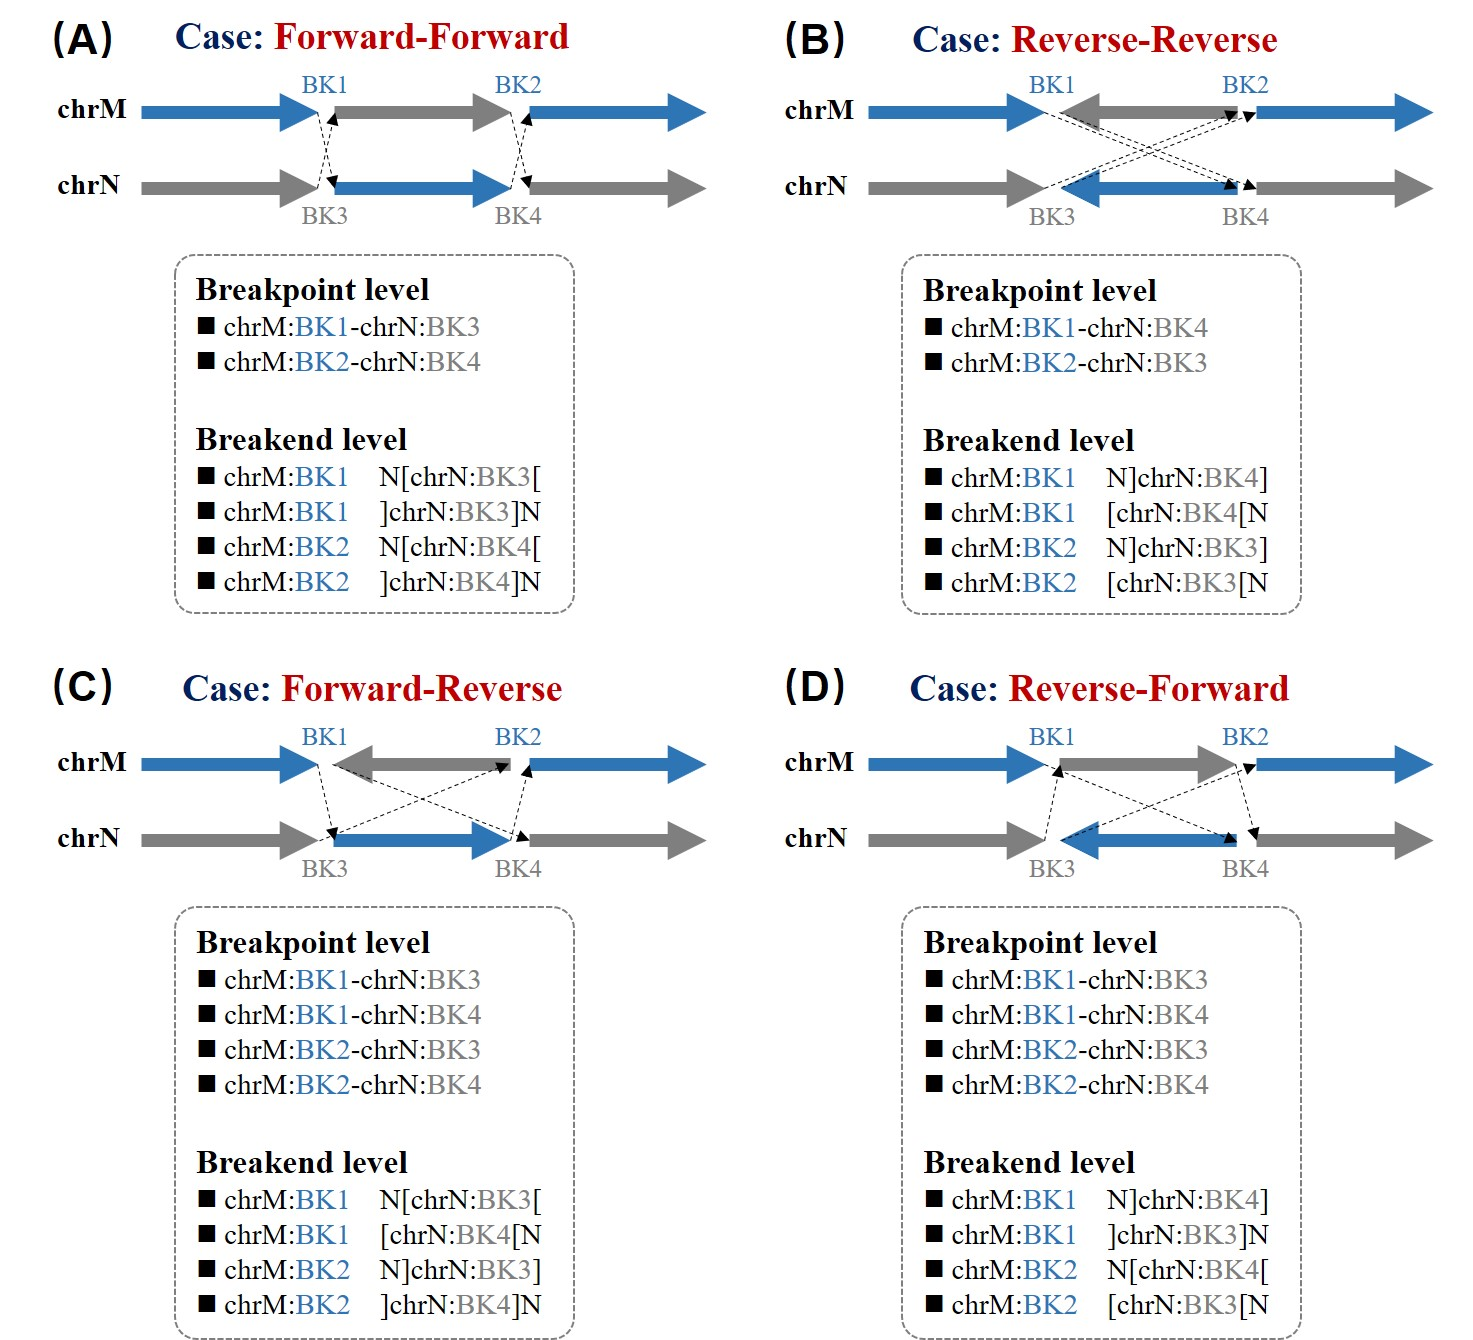 (A) Case: Forward-Forward
BK1 BK2
chrM
chrN
BK3 BK4
Breakpoint level
■ chrM:BK1-chrN:BK3
■ chrM:BK2-chrN:BK4
Breakend level
■ chrM:BK1 N[chrN:BK3[
■ chrM:BK1 ]chrN:BK3]N
■ chrM:BK2 N[chrN:BK4[
■ chrM:BK2 ]chrN:BK4]N
(B) Case: Reverse-Reverse
BK1 BK2
chrM
chrN
BK3 BK4
Breakpoint level
■ chrM:BK1-chrN:BK4
■ chrM:BK2-chrN:BK3
Breakend level
■ chrM:BK1 N]chrN:BK4]
■ chrM:BK1 [chrN:BK4[N
■ chrM:BK2 N]chrN:BK3]
■ chrM:BK2 [chrN:BK3[N
(C) Case: Forward-Reverse
BK1 BK2
chrM
chrN
BK3 BK4
Breakpoint level
■ chrM:BK1-chrN:BK3
■ chrM:BK1-chrN:BK4
■ chrM:BK2-chrN:BK3
■ chrM:BK2-chrN:BK4
Breakend level
■ chrM:BK1 N[chrN:BK3[
■ chrM:BK1 [chrN:BK4[N
■ chrM:BK2 N]chrN:BK3]
■ chrM:BK2 ]chrN:BK4]N
(D) Case: Reverse-Forward
BK1 BK2
chrM
chrN
BK3 BK4
Breakpoint level
■ chrM:BK1-chrN:BK3
■ chrM:BK1-chrN:BK4
■ chrM:BK2-chrN:BK3
■ chrM:BK2-chrN:BK4
Breakend level
■ chrM:BK1 N]chrN:BK4]
■ chrM:BK1 ]chrN:BK3]N
■ chrM:BK2 N[chrN:BK4[
■ chrM:BK2 [chrN:BK3[N